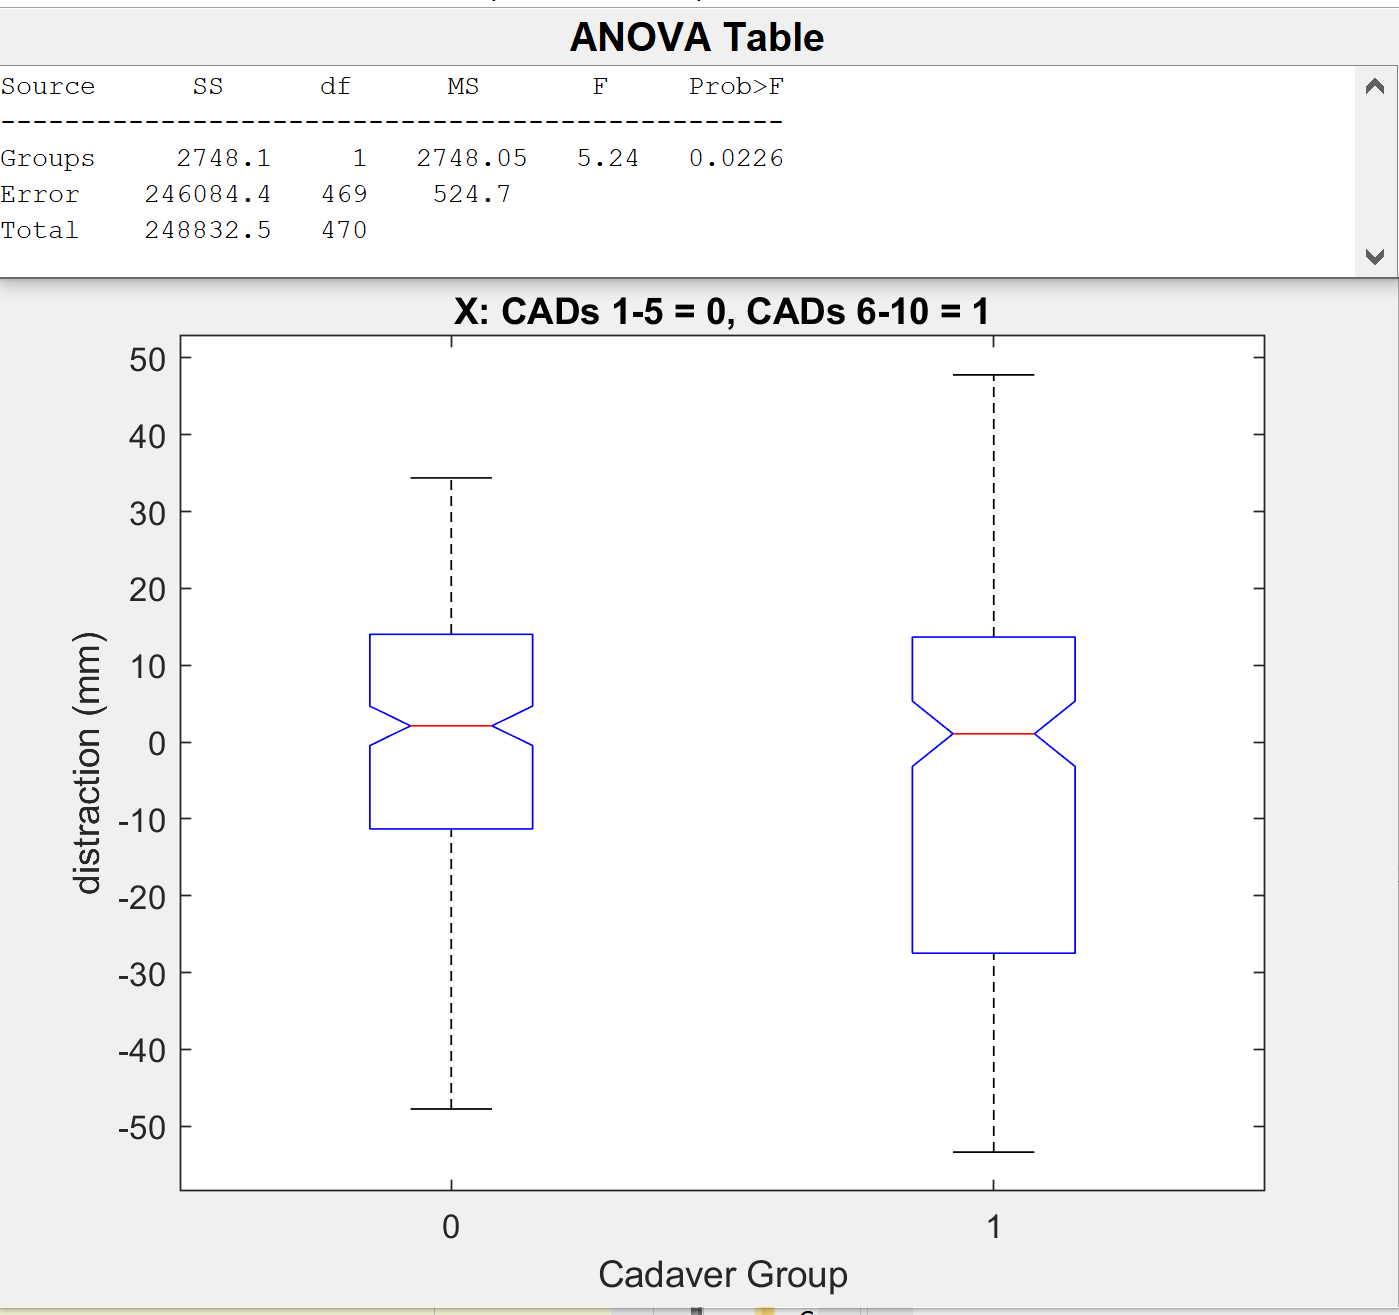 ANOVA Table
Source SS df MS F Prob>F
--------------------------------------------------
Groups 2748.1 1 2748.05 5.24 0.0226
Error 246084.4 469 524.7
Total 248832.5 470
X: CADs 1-5 = 0, CADs 6-10 = 1
50
40
30
20
10
0
-10
-20
-30
-40
-50
distraction (mm)
0 1
Cadaver Group